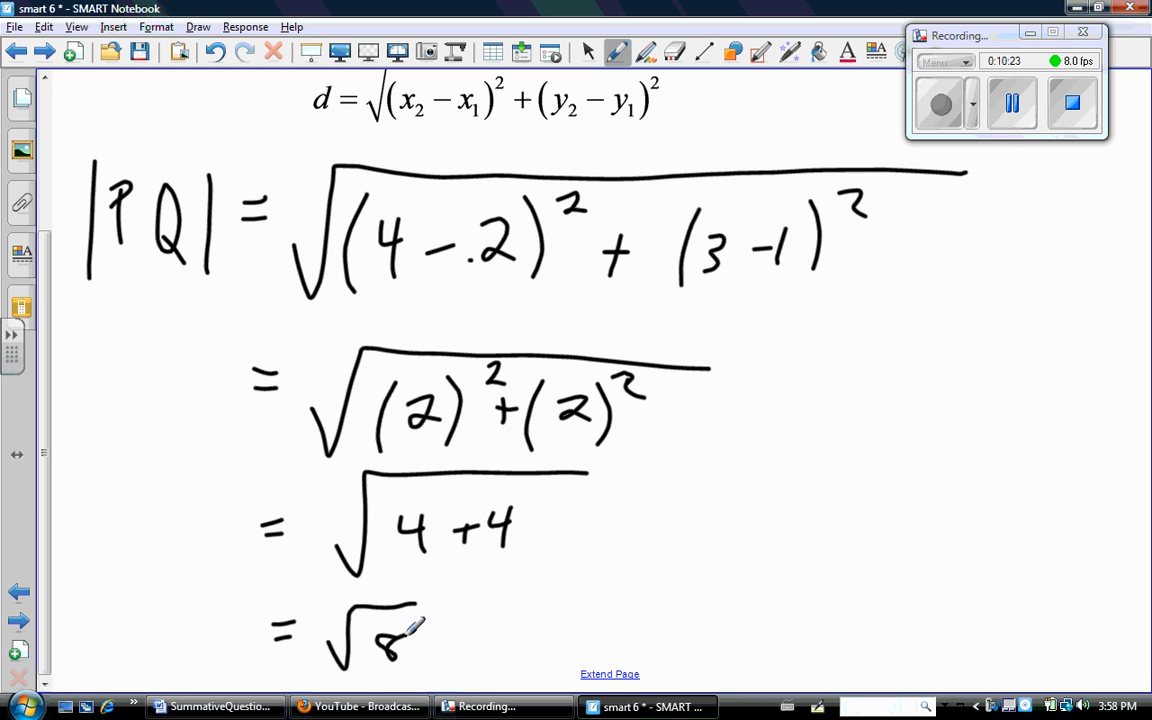 smart 6 * - SMART Notebook
File Edit View Insert Format Draw Response Help
Recording...
Menu 0:10:23 8.0 fps
d = √(x₂ − x₁)² + (y₂ − y₁)²
|PQ| = √(4 − .2)² + (3 − 1)²
= √(2)² + (2)²
= √4 + 4
= √8
Extend Page
SummativeQuestio... YouTube - Broadcas... Recording... smart 6 * - SMART ... 3:58 PM